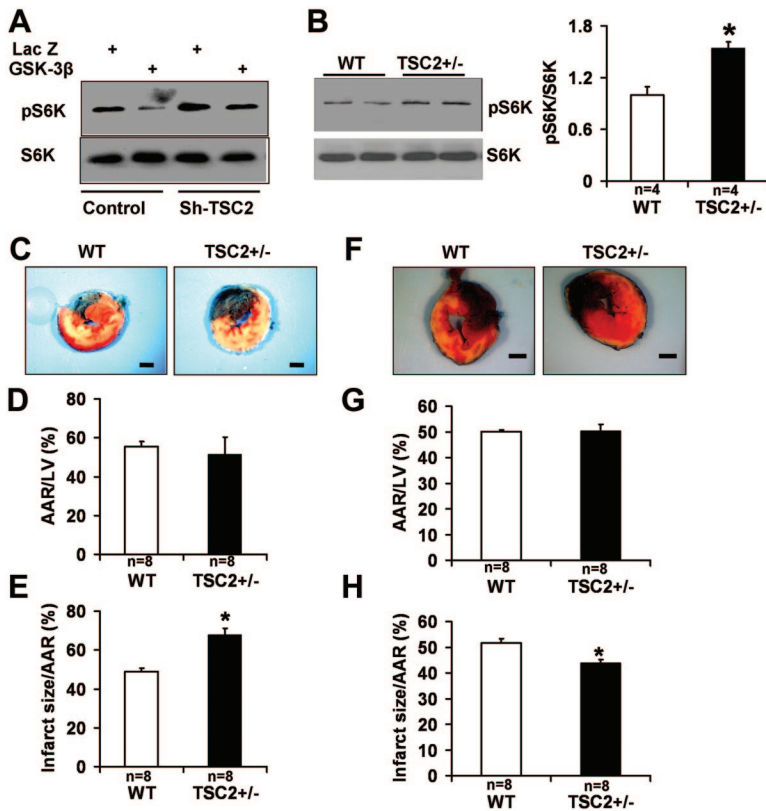 A
Lac Z + +
GSK-3β + +
pS6K
S6K
Control Sh-TSC2
B
WT TSC2+/-
pS6K
S6K
pS6K/S6K
1.8
1.2
0.6
0
*
n=4 n=4
WT TSC2+/-
C
WT TSC2+/-
F
WT TSC2+/-
D
AAR/LV (%)
80
60
40
20
0
n=8 n=8
WT TSC2+/-
G
AAR/LV (%)
60
50
40
30
20
10
0
n=8 n=8
WT TSC2+/-
E
Infarct size/AAR (%)
80
60
40
20
0
*
n=8 n=8
WT TSC2+/-
H
Infarct size/AAR (%)
60
50
40
30
20
10
0
*
n=8 n=8
WT TSC2+/-